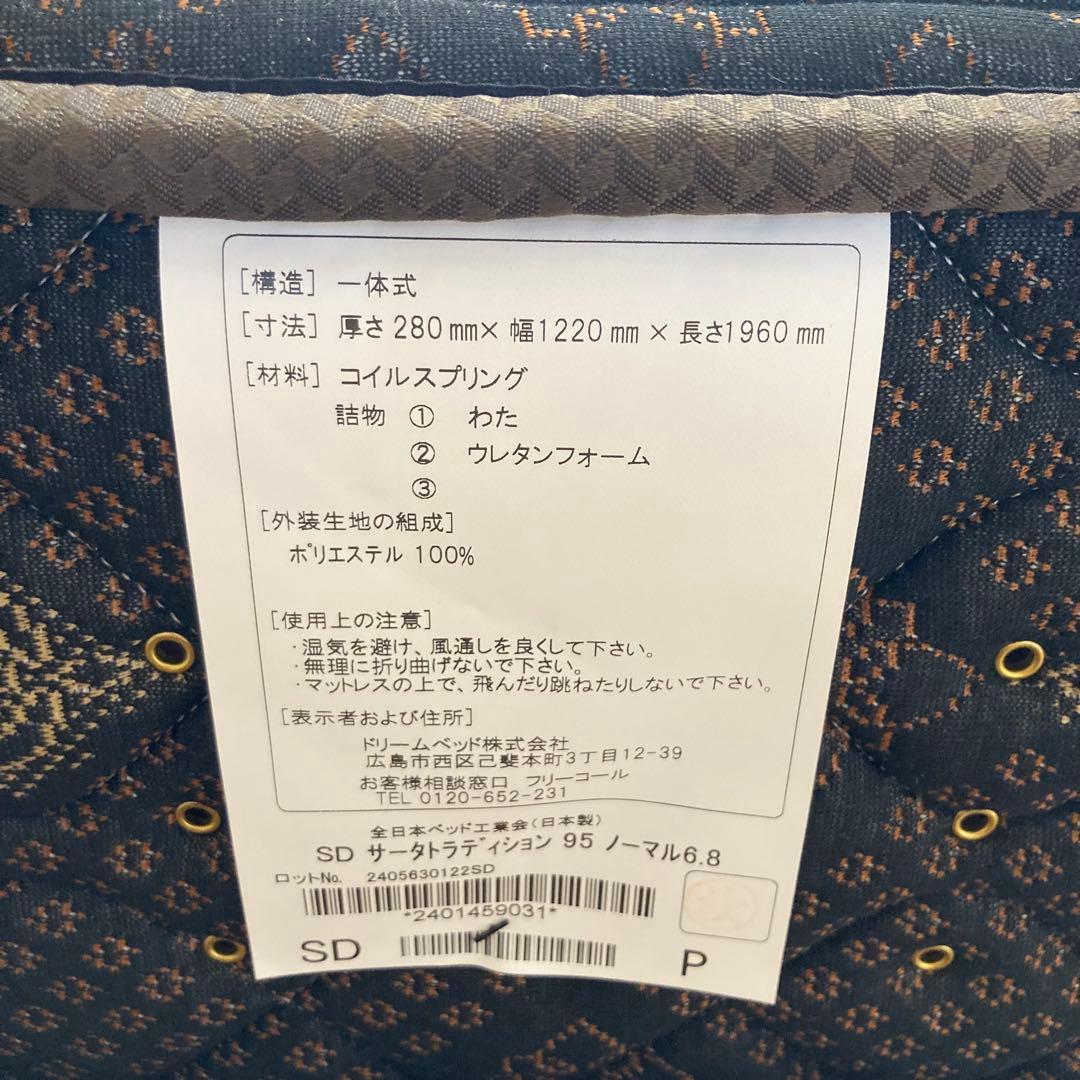 [構造] 一体式
[寸法] 厚さ 280㎜× 幅1220㎜ × 長さ1960㎜
[材料] コイルスプリング
詰物 ① わた
② ウレタンフォーム
③
[外装生地の組成]
ポリエステル 100%
[使用上の注意]
・湿気を避け、風通しを良くして下さい。
・無理に折り曲げないで下さい。
・マットレスの上で、飛んだり跳ねたりしないで下さい。
[表示者および住所]
ドリームベッド株式会社
広島市西区己斐本町3丁目12-39
お客様相談窓口 フリーコール
TEL 0120-652-231
全日本ベッド工業会(日本製)
SD サータトラディション 95 ノーマル6.8
ロットNo. 2405630122SD
*2401459031*
SD P